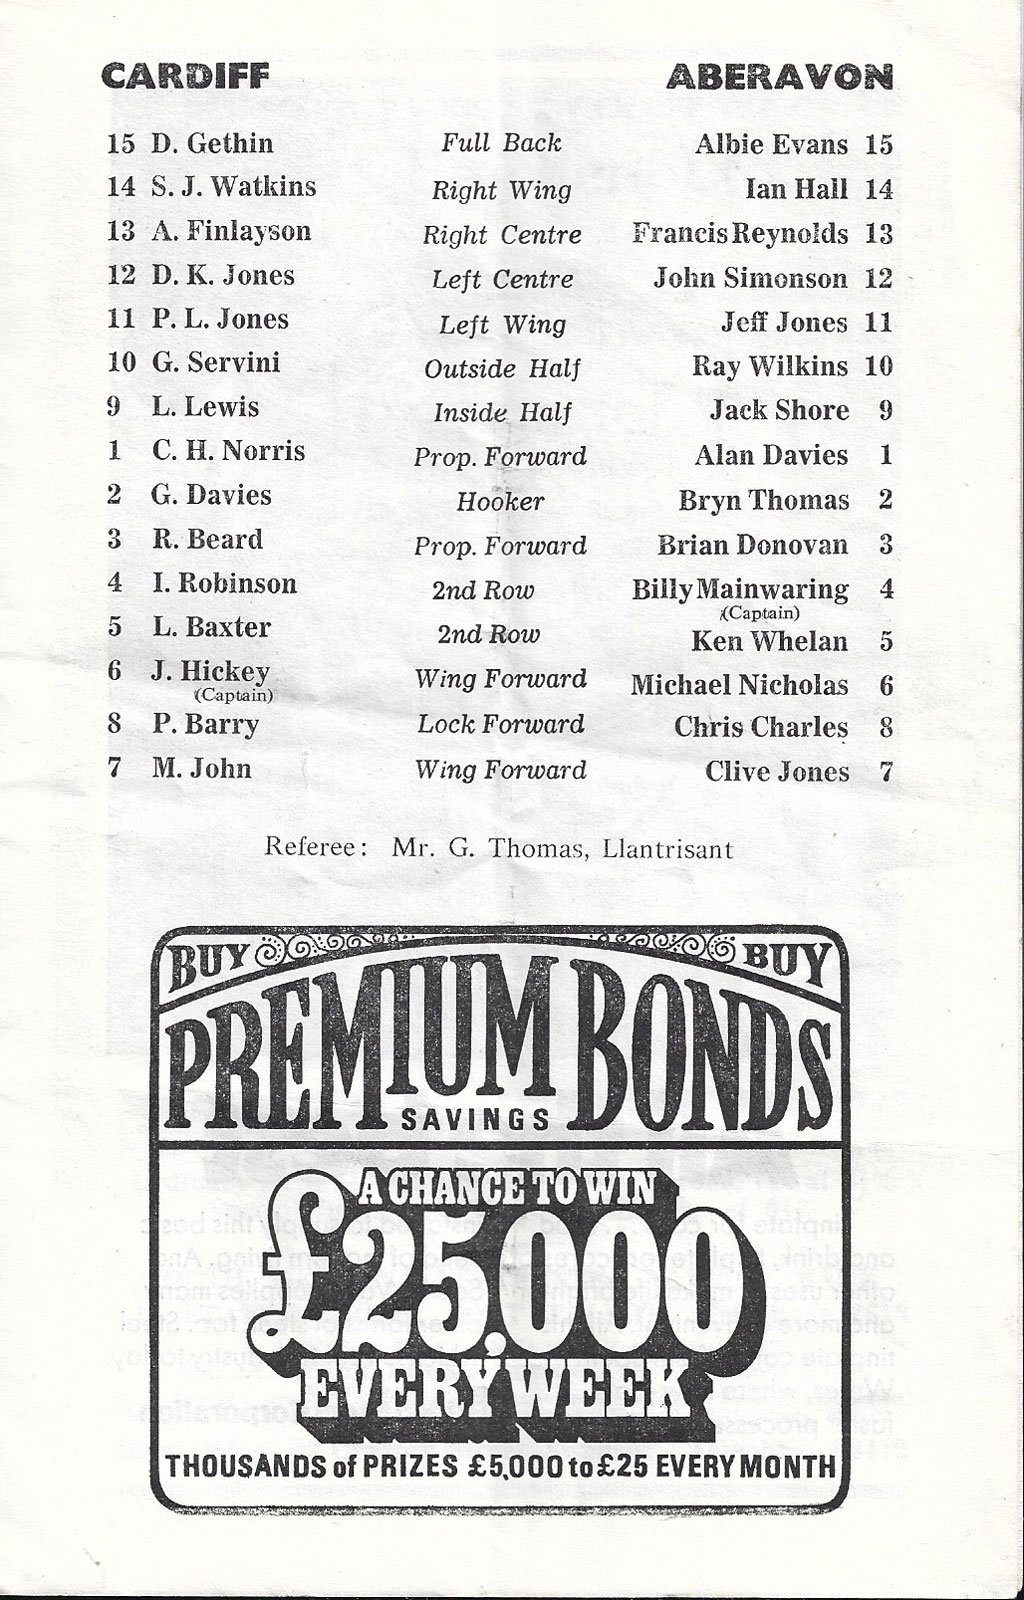 CARDIFF ABERAVON
15 D. Gethin Full Back Albie Evans 15
14 S. J. Watkins Right Wing Ian Hall 14
13 A. Finlayson Right Centre Francis Reynolds 13
12 D. K. Jones Left Centre John Simonson 12
11 P. L. Jones Left Wing Jeff Jones 11
10 G. Servini Outside Half Ray Wilkins 10
9 L. Lewis Inside Half Jack Shore 9
1 C. H. Norris Prop. Forward Alan Davies 1
2 G. Davies Hooker Bryn Thomas 2
3 R. Beard Prop. Forward Brian Donovan 3
4 I. Robinson 2nd Row Billy Mainwaring 4
(Captain)
5 L. Baxter 2nd Row Ken Whelan 5
6 J. Hickey Wing Forward Michael Nicholas 6
(Captain)
8 P. Barry Lock Forward Chris Charles 8
7 M. John Wing Forward Clive Jones 7
Referee: Mr. G. Thomas, Llantrisant
BUY BUY
PREMIUM BONDS
SAVINGS
A CHANCE TO WIN
£25,000
EVERY WEEK
THOUSANDS of PRIZES £5,000 to £25 EVERY MONTH